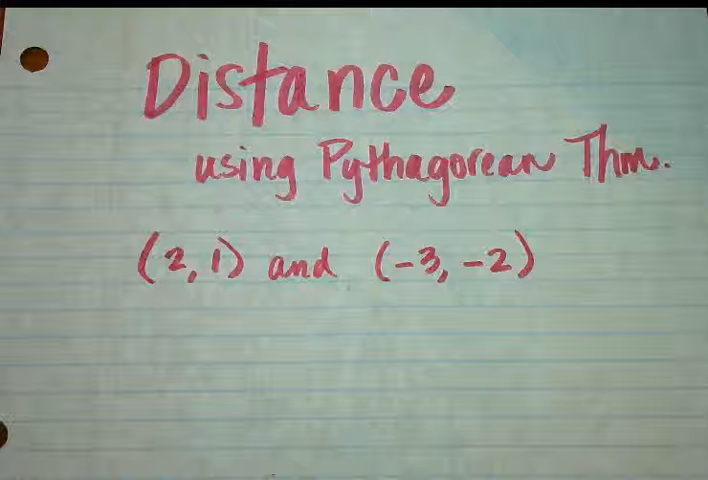 Distance
using Pythagorean Thm.
(2, 1) and (-3, -2)